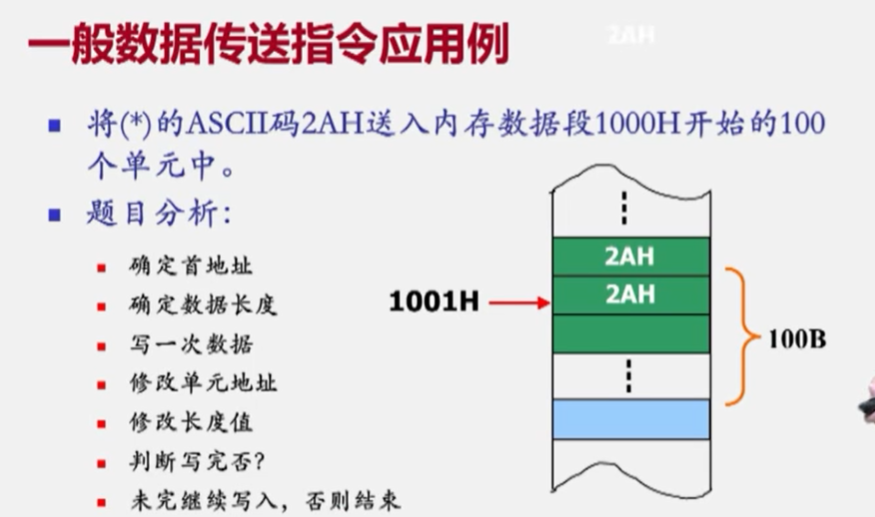 一般数据传送指令应用例
2AH
将(*)的ASCII码2AH送入内存数据段1000H开始的100
个单元中。
题目分析：
确定首地址
确定数据长度
写一次数据
修改单元地址
修改长度值
判断写完否?
未完继续写入，否则结束
2AH
1001H
2AH
100B